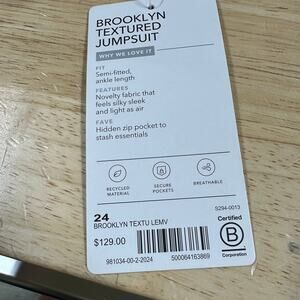 BROOKLYN
TEXTURED
JUMPSUIT
WHY WE LOVE IT
FIT
Semi-fitted,
ankle length
FEATURES
Novelty fabric that
feels silky sleek
and light as air
FAVE
Hidden zip pocket to
stash essentials
RECYCLED
MATERIAL
SECURE
POCKETS
BREATHABLE
S294-0013
24
BROOKLYN TEXTU LEMV
$129.00
981034-00-2-2024
500064163869
Certified
B
Corporation